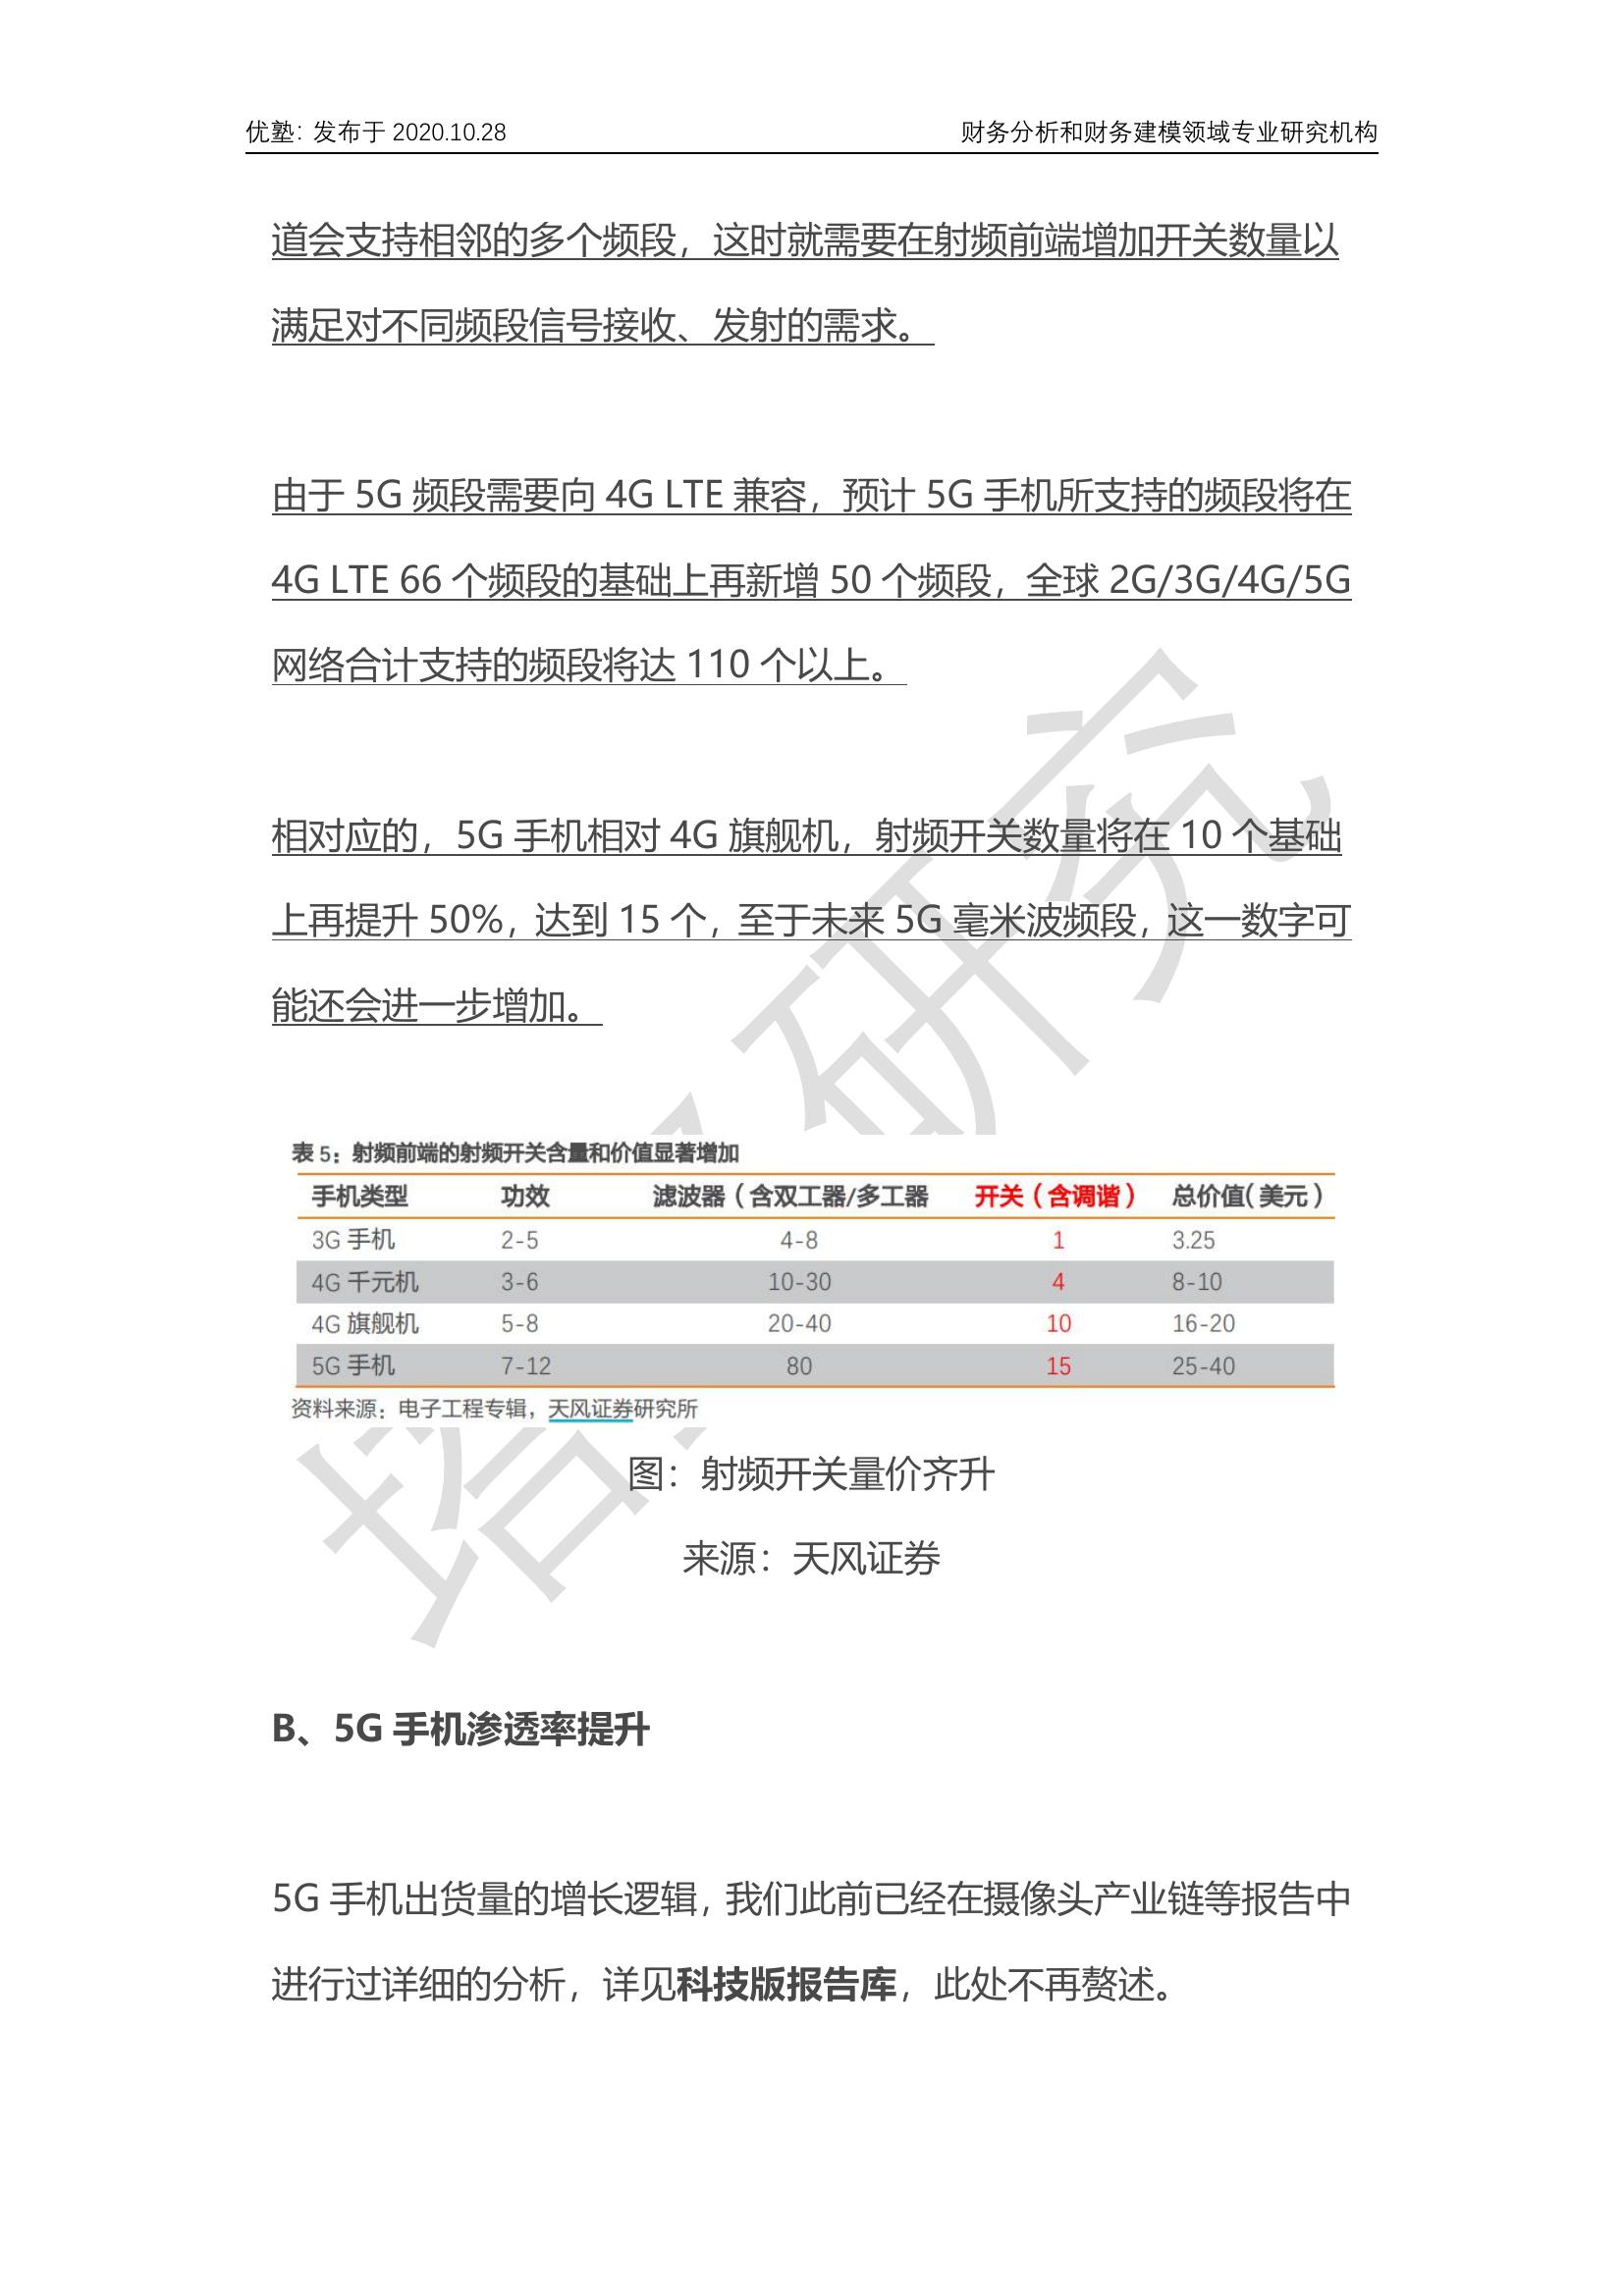 优塾：发布于 2020.10.28 财务分析和财务建模领域专业研究机构
道会支持相邻的多个频段，这时就需要在射频前端增加开关数量以
满足对不同频段信号接收、发射的需求。
由于 5G 频段需要向 4G LTE 兼容，预计 5G 手机所支持的频段将在
4G LTE 66 个频段的基础上再新增 50 个频段，全球 2G/3G/4G/5G
网络合计支持的频段将达 110 个以上。
相对应的，5G 手机相对 4G 旗舰机，射频开关数量将在 10 个基础
上再提升 50%，达到 15 个，至于未来 5G 毫米波频段，这一数字可
能还会进一步增加。
表 5：射频前端的射频开关含量和价值显著增加
手机类型 功效 滤波器（含双工器/多工器 开关（含调谐） 总价值（美元）
3G 手机 2-5 4-8 1 3.25
4G 千元机 3-6 10-30 4 8-10
4G 旗舰机 5-8 20-40 10 16-20
5G 手机 7-12 80 15 25-40
资料来源：电子工程专辑，天风证券研究所
图：射频开关量价齐升
来源：天风证券
B、5G 手机渗透率提升
5G 手机出货量的增长逻辑，我们此前已经在摄像头产业链等报告中
进行过详细的分析，详见科技版报告库，此处不再赘述。